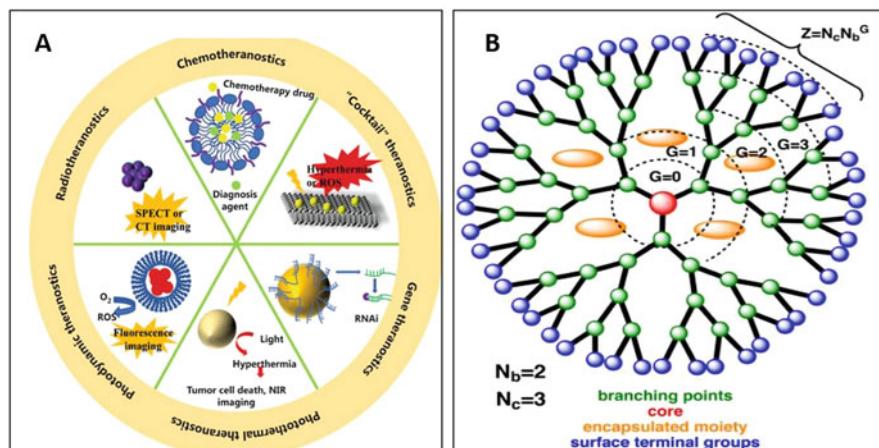 A
Chemotheranostics
"Cocktail" theranostics
Gene theranostics
Photothermal theranostics
Photodynamic theranostics
Radiotheranostics
Chemotherapy drug
Diagnosis
agent
Hyperthermia
or ROS
SPECT or
CT imaging
O₂
ROS
Fluorescence
imaging
Light
Hyperthermia
Tumor cell death, NIR
imaging
RNAi
B
Z=NcNb^G
G=0
G=1
G=2
G=3
Nb=2
Nc=3
branching points
core
encapsulated moiety
surface terminal groups